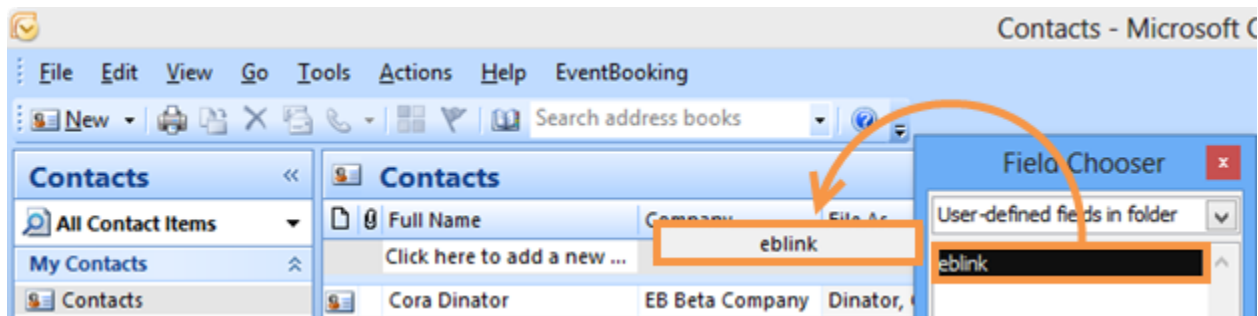 Contacts - Microsoft
File Edit View Go Tools Actions Help EventBooking
New Search address books
Field Chooser
Contacts « Contacts
Full Name Company File As
User-defined fields in folder
All Contact Items
eblink
eblink
Click here to add a new ...
My Contacts
Contacts
Cora Dinator EB Beta Company Dinator,